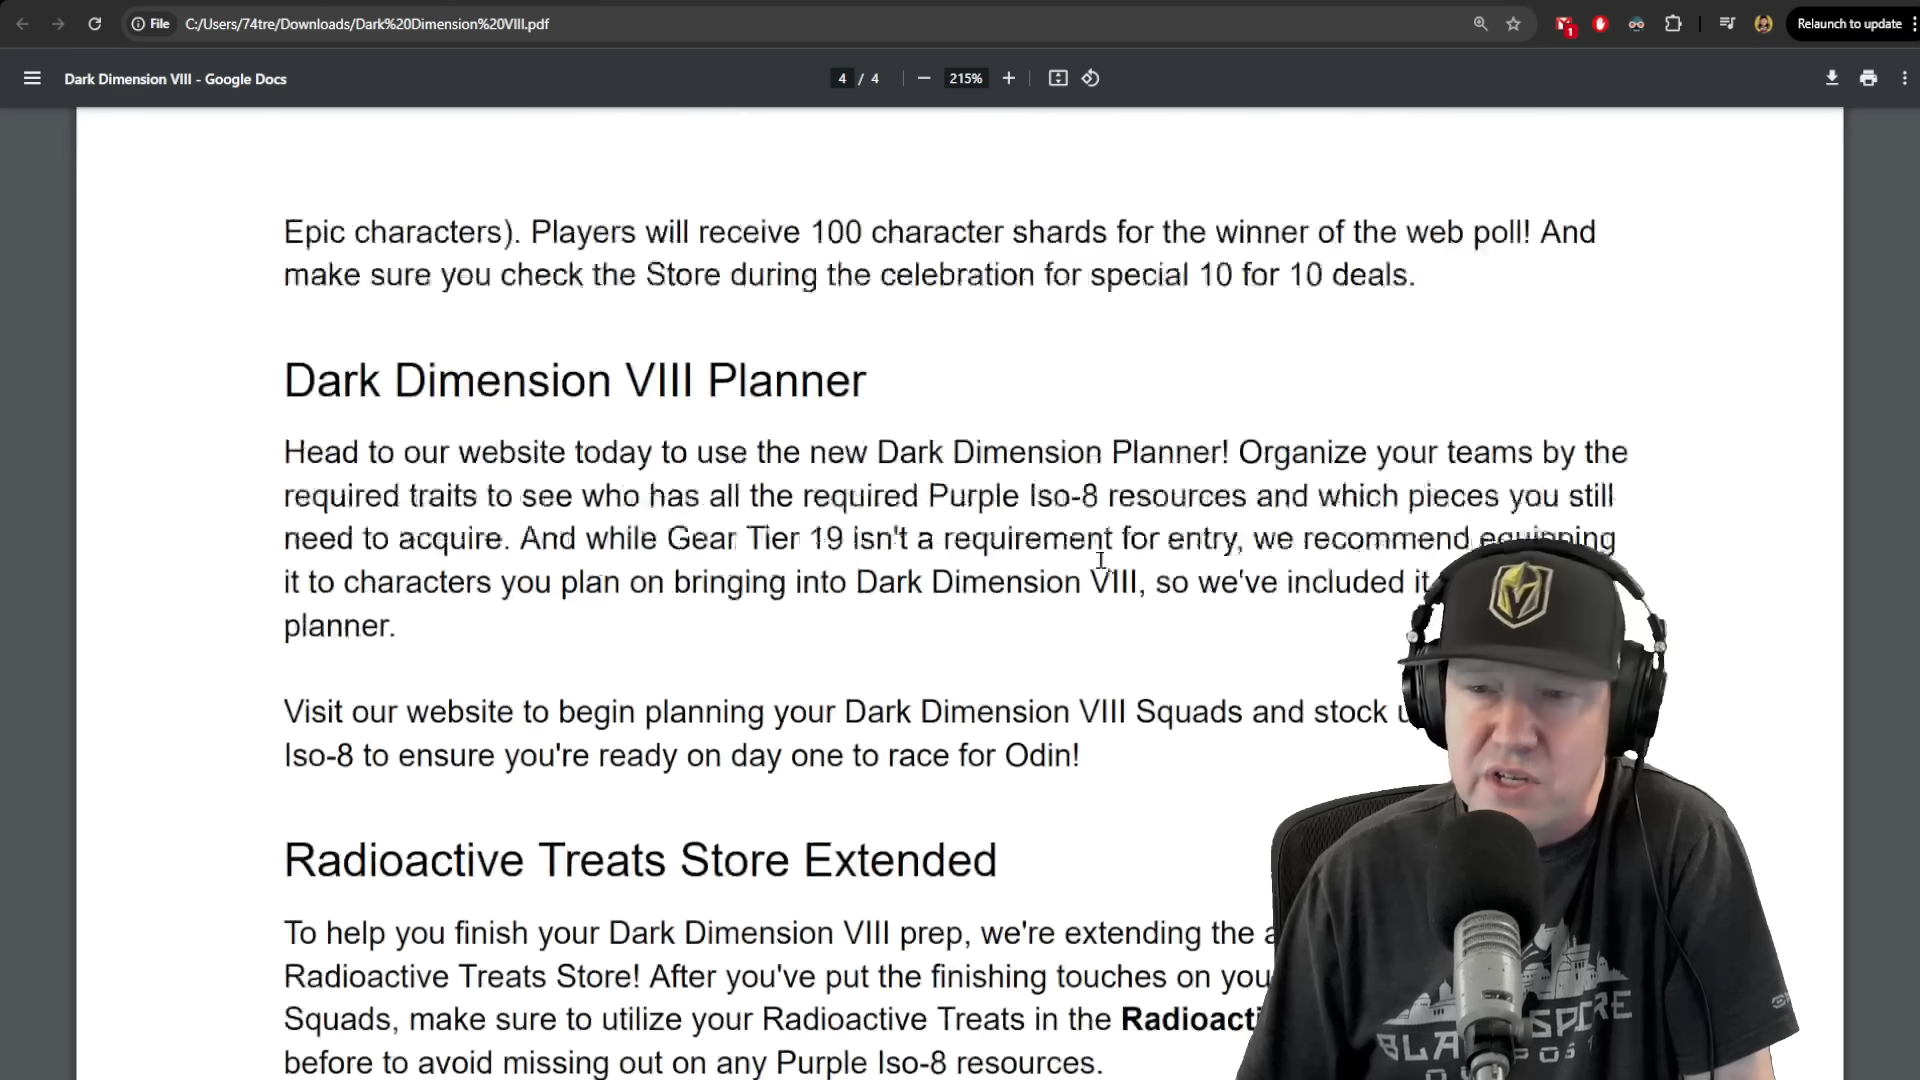 File C:/Users/74tre/Downloads/Dark%20Dimension%20VIII.pdf
1
Relaunch to update
Dark Dimension VIII - Google Docs
4 / 4
215%
Epic characters). Players will receive 100 character shards for the winner of the web poll! And
make sure you check the Store during the celebration for special 10 for 10 deals.
Dark Dimension VIII Planner
Head to our website today to use the new Dark Dimension Planner! Organize your teams by the
required traits to see who has all the required Purple Iso-8 resources and which pieces you still
need to acquire. And while Gear Tier 19 isn't a requirement for entry, we recommend equipping
it to characters you plan on bringing into Dark Dimension VIII, so we've included it
planner.
Visit our website to begin planning your Dark Dimension VIII Squads and stock
Iso-8 to ensure you're ready on day one to race for Odin!
Radioactive Treats Store Extended
To help you finish your Dark Dimension VIII prep, we're extending the
Radioactive Treats Store! After you've put the finishing touches on
Squads, make sure to utilize your Radioactive Treats in the
before to avoid missing out on any Purple Iso-8 resources.